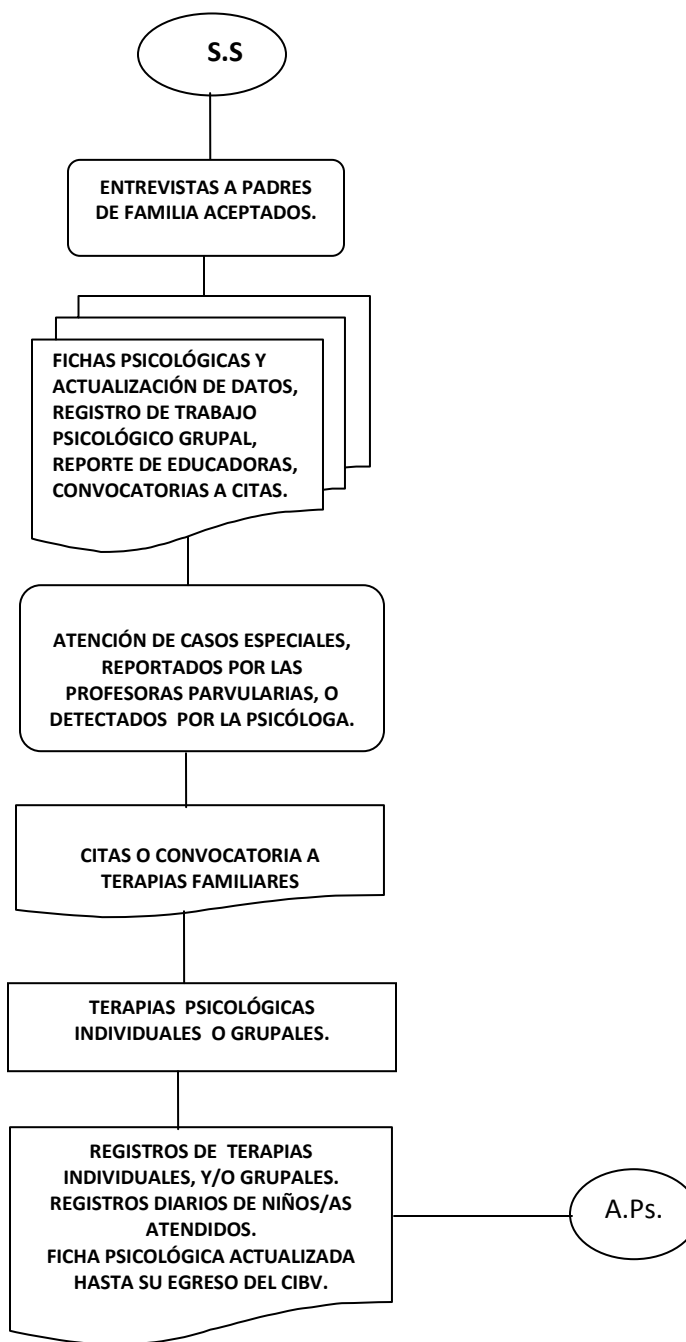 S.S
ENTREVISTAS A PADRES
DE FAMILIA ACEPTADOS.
FICHAS PSICOLÓGICAS Y
ACTUALIZACIÓN DE DATOS,
REGISTRO DE TRABAJO
PSICOLÓGICO GRUPAL,
REPORTE DE EDUCADORAS,
CONVOCATORIAS A CITAS.
ATENCIÓN DE CASOS ESPECIALES,
REPORTADOS POR LAS
PROFESORAS PARVULARIAS, O
DETECTADOS POR LA PSICÓLOGA.
CITAS O CONVOCATORIA A
TERAPIAS FAMILIARES
TERAPIAS PSICOLÓGICAS
INDIVIDUALES O GRUPALES.
REGISTROS DE TERAPIAS
INDIVIDUALES, Y/O GRUPALES.
REGISTROS DIARIOS DE NIÑOS/AS
ATENDIDOS.
FICHA PSICOLÓGICA ACTUALIZADA
HASTA SU EGRESO DEL CIBV.
A.Ps.